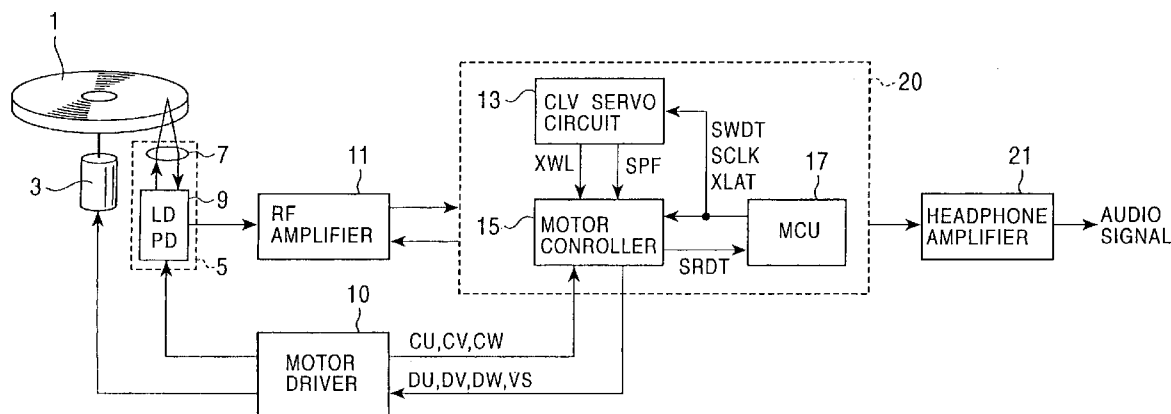 1
13
CLV SERVO
CIRCUIT
20
SWDT
SCLK
XLAT
XWL
SPF
17
7
3
9
LD
PD
5
11
RF
AMPLIFIER
15
MOTOR
CONROLLER
MCU
SRDT
21
HEADPHONE
AMPLIFIER
AUDIO
SIGNAL
10
MOTOR
DRIVER
CU,CV,CW
DU,DV,DW,VS